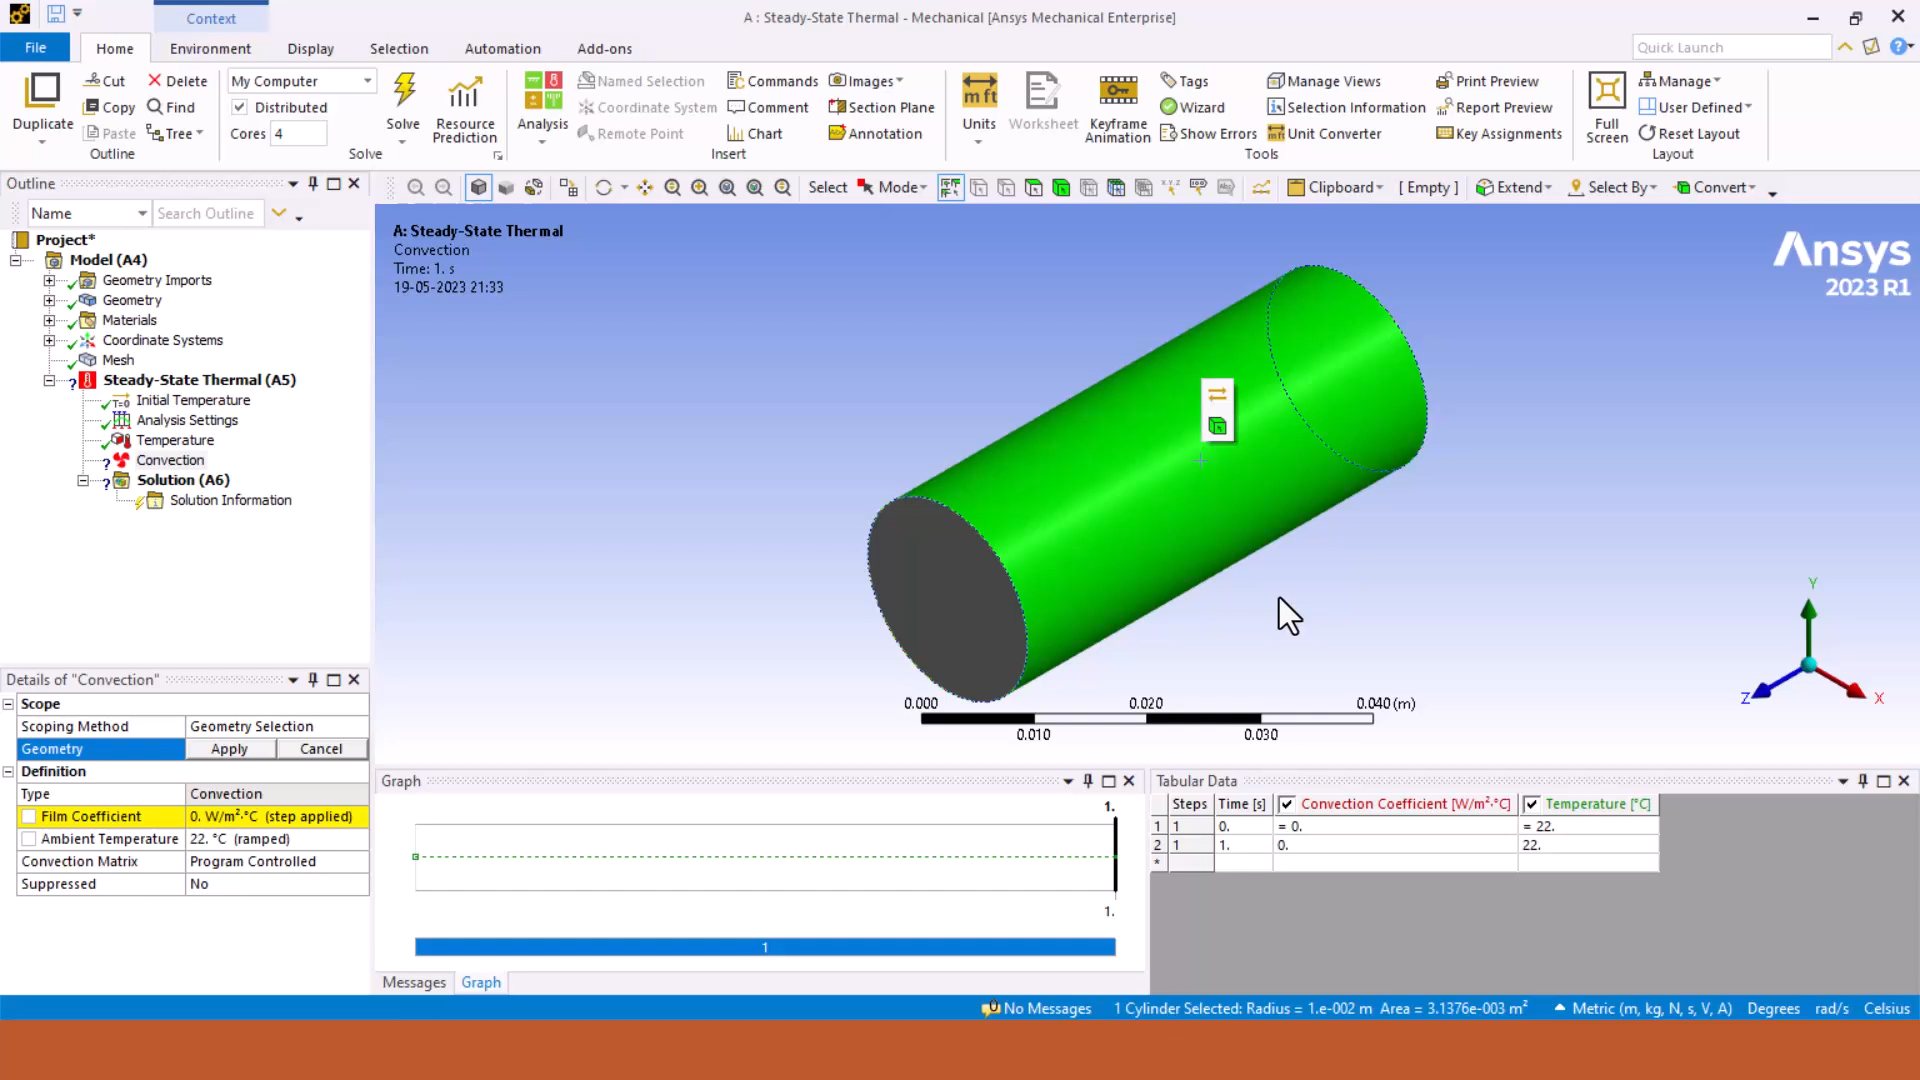 Context
A : Steady-State Thermal - Mechanical [Ansys Mechanical Enterprise]
File Home Environment Display Selection Automation Add-ons Quick Launch
Duplicate Cut Copy Paste Delete Find Tree
Outline
My Computer
Distributed
Cores 4
Solve
Resource Prediction
Solve
Analysis
Named Selection
Coordinate System
Remote Point
Commands
Comment
Chart
Images
Section Plane
Annotation
Insert
m ft
Units
Worksheet
Keyframe Animation
Tags
Wizard
Show Errors
Manage Views
Selection Information
Unit Converter
Print Preview
Report Preview
Key Assignments
Tools
Full Screen
Manage
User Defined
Reset Layout
Layout
Outline
Name Search Outline
Select Mode Clipboard [ Empty ] Extend Select By Convert
Project*
Model (A4)
Geometry Imports
Geometry
Materials
Coordinate Systems
Mesh
Steady-State Thermal (A5)
Initial Temperature
Analysis Settings
Temperature
Convection
Solution (A6)
Solution Information
A: Steady-State Thermal
Convection
Time: 1. s
19-05-2023 21:33
Ansys
2023 R1
Y
Z
X
0.000 0.020 0.040 (m)
0.010 0.030
Details of "Convection"
Scope
Scoping Method Geometry Selection
Geometry Apply Cancel
Definition
Type Convection
Film Coefficient 0. W/m²·°C (step applied)
Ambient Temperature 22. °C (ramped)
Convection Matrix Program Controlled
Suppressed No
Graph
1.
1.
1
Messages Graph
Tabular Data
Steps Time [s] Convection Coefficient [W/m²·°C] Temperature [°C]
1 1 0. = 0. = 22.
2 1 1. 0. 22.
*
No Messages 1 Cylinder Selected: Radius = 1.e-002 m Area = 3.1376e-003 m² Metric (m, kg, N, s, V, A) Degrees rad/s Celsius